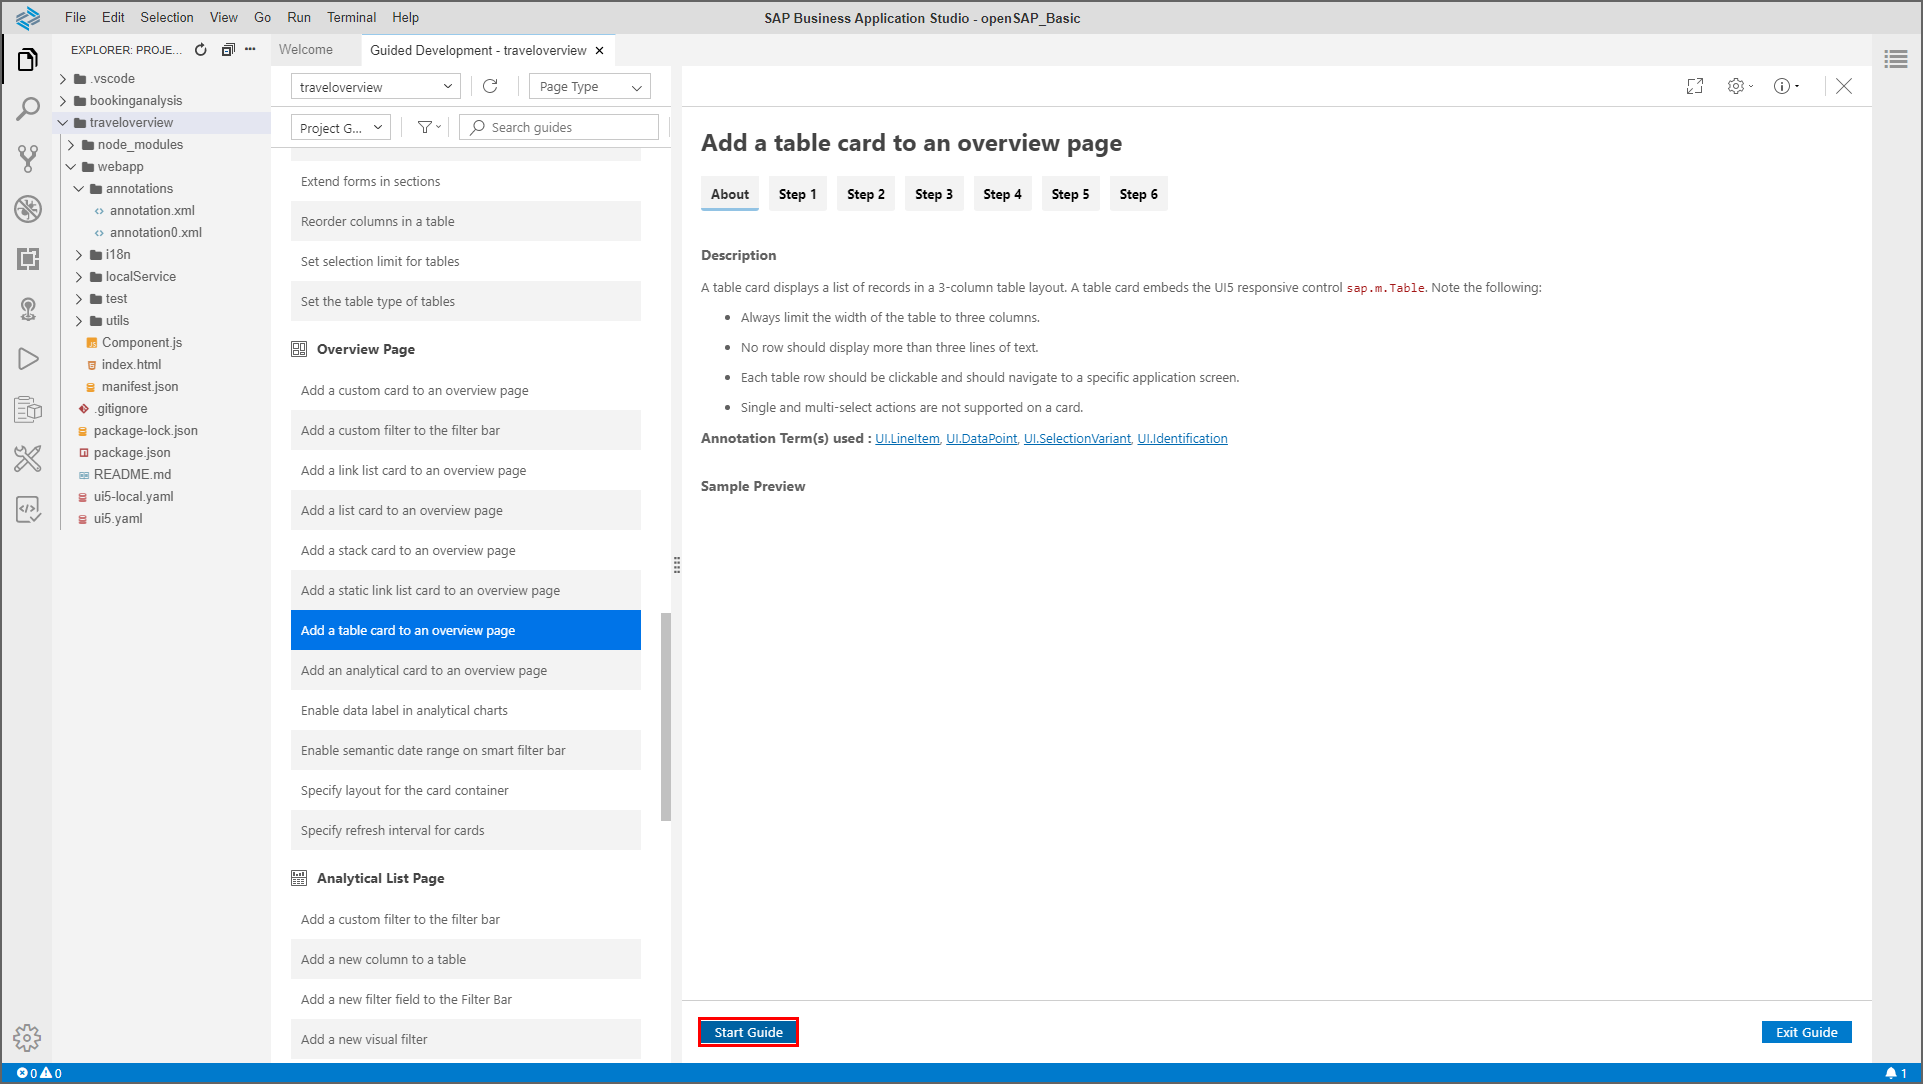 File Edit Selection View Go Run Terminal Help
SAP Business Application Studio - openSAP_Basic
EXPLORER: PROJE...
.vscode
bookinganalysis
traveloverview
node_modules
webapp
annotations
annotation.xml
annotation0.xml
i18n
localService
test
utils
Component.js
index.html
manifest.json
.gitignore
package-lock.json
package.json
README.md
ui5-local.yaml
ui5.yaml
Welcome
Guided Development - traveloverview
traveloverview
Page Type
Project G...
Search guides
Extend forms in sections
Reorder columns in a table
Set selection limit for tables
Set the table type of tables
Overview Page
Add a custom card to an overview page
Add a custom filter to the filter bar
Add a link list card to an overview page
Add a list card to an overview page
Add a stack card to an overview page
Add a static link list card to an overview page
Add a table card to an overview page
Add an analytical card to an overview page
Enable data label in analytical charts
Enable semantic date range on smart filter bar
Specify layout for the card container
Specify refresh interval for cards
Analytical List Page
Add a custom filter to the filter bar
Add a new column to a table
Add a new filter field to the Filter Bar
Add a new visual filter
Add a table card to an overview page
About Step 1 Step 2 Step 3 Step 4 Step 5 Step 6
Description
A table card displays a list of records in a 3-column table layout. A table card embeds the UI5 responsive control sap.m.Table. Note the following:
• Always limit the width of the table to three columns.
• No row should display more than three lines of text.
• Each table row should be clickable and should navigate to a specific application screen.
• Single and multi-select actions are not supported on a card.
Annotation Term(s) used : UI.LineItem, UI.DataPoint, UI.SelectionVariant, UI.Identification
Sample Preview
Start Guide
Exit Guide
0 0
1